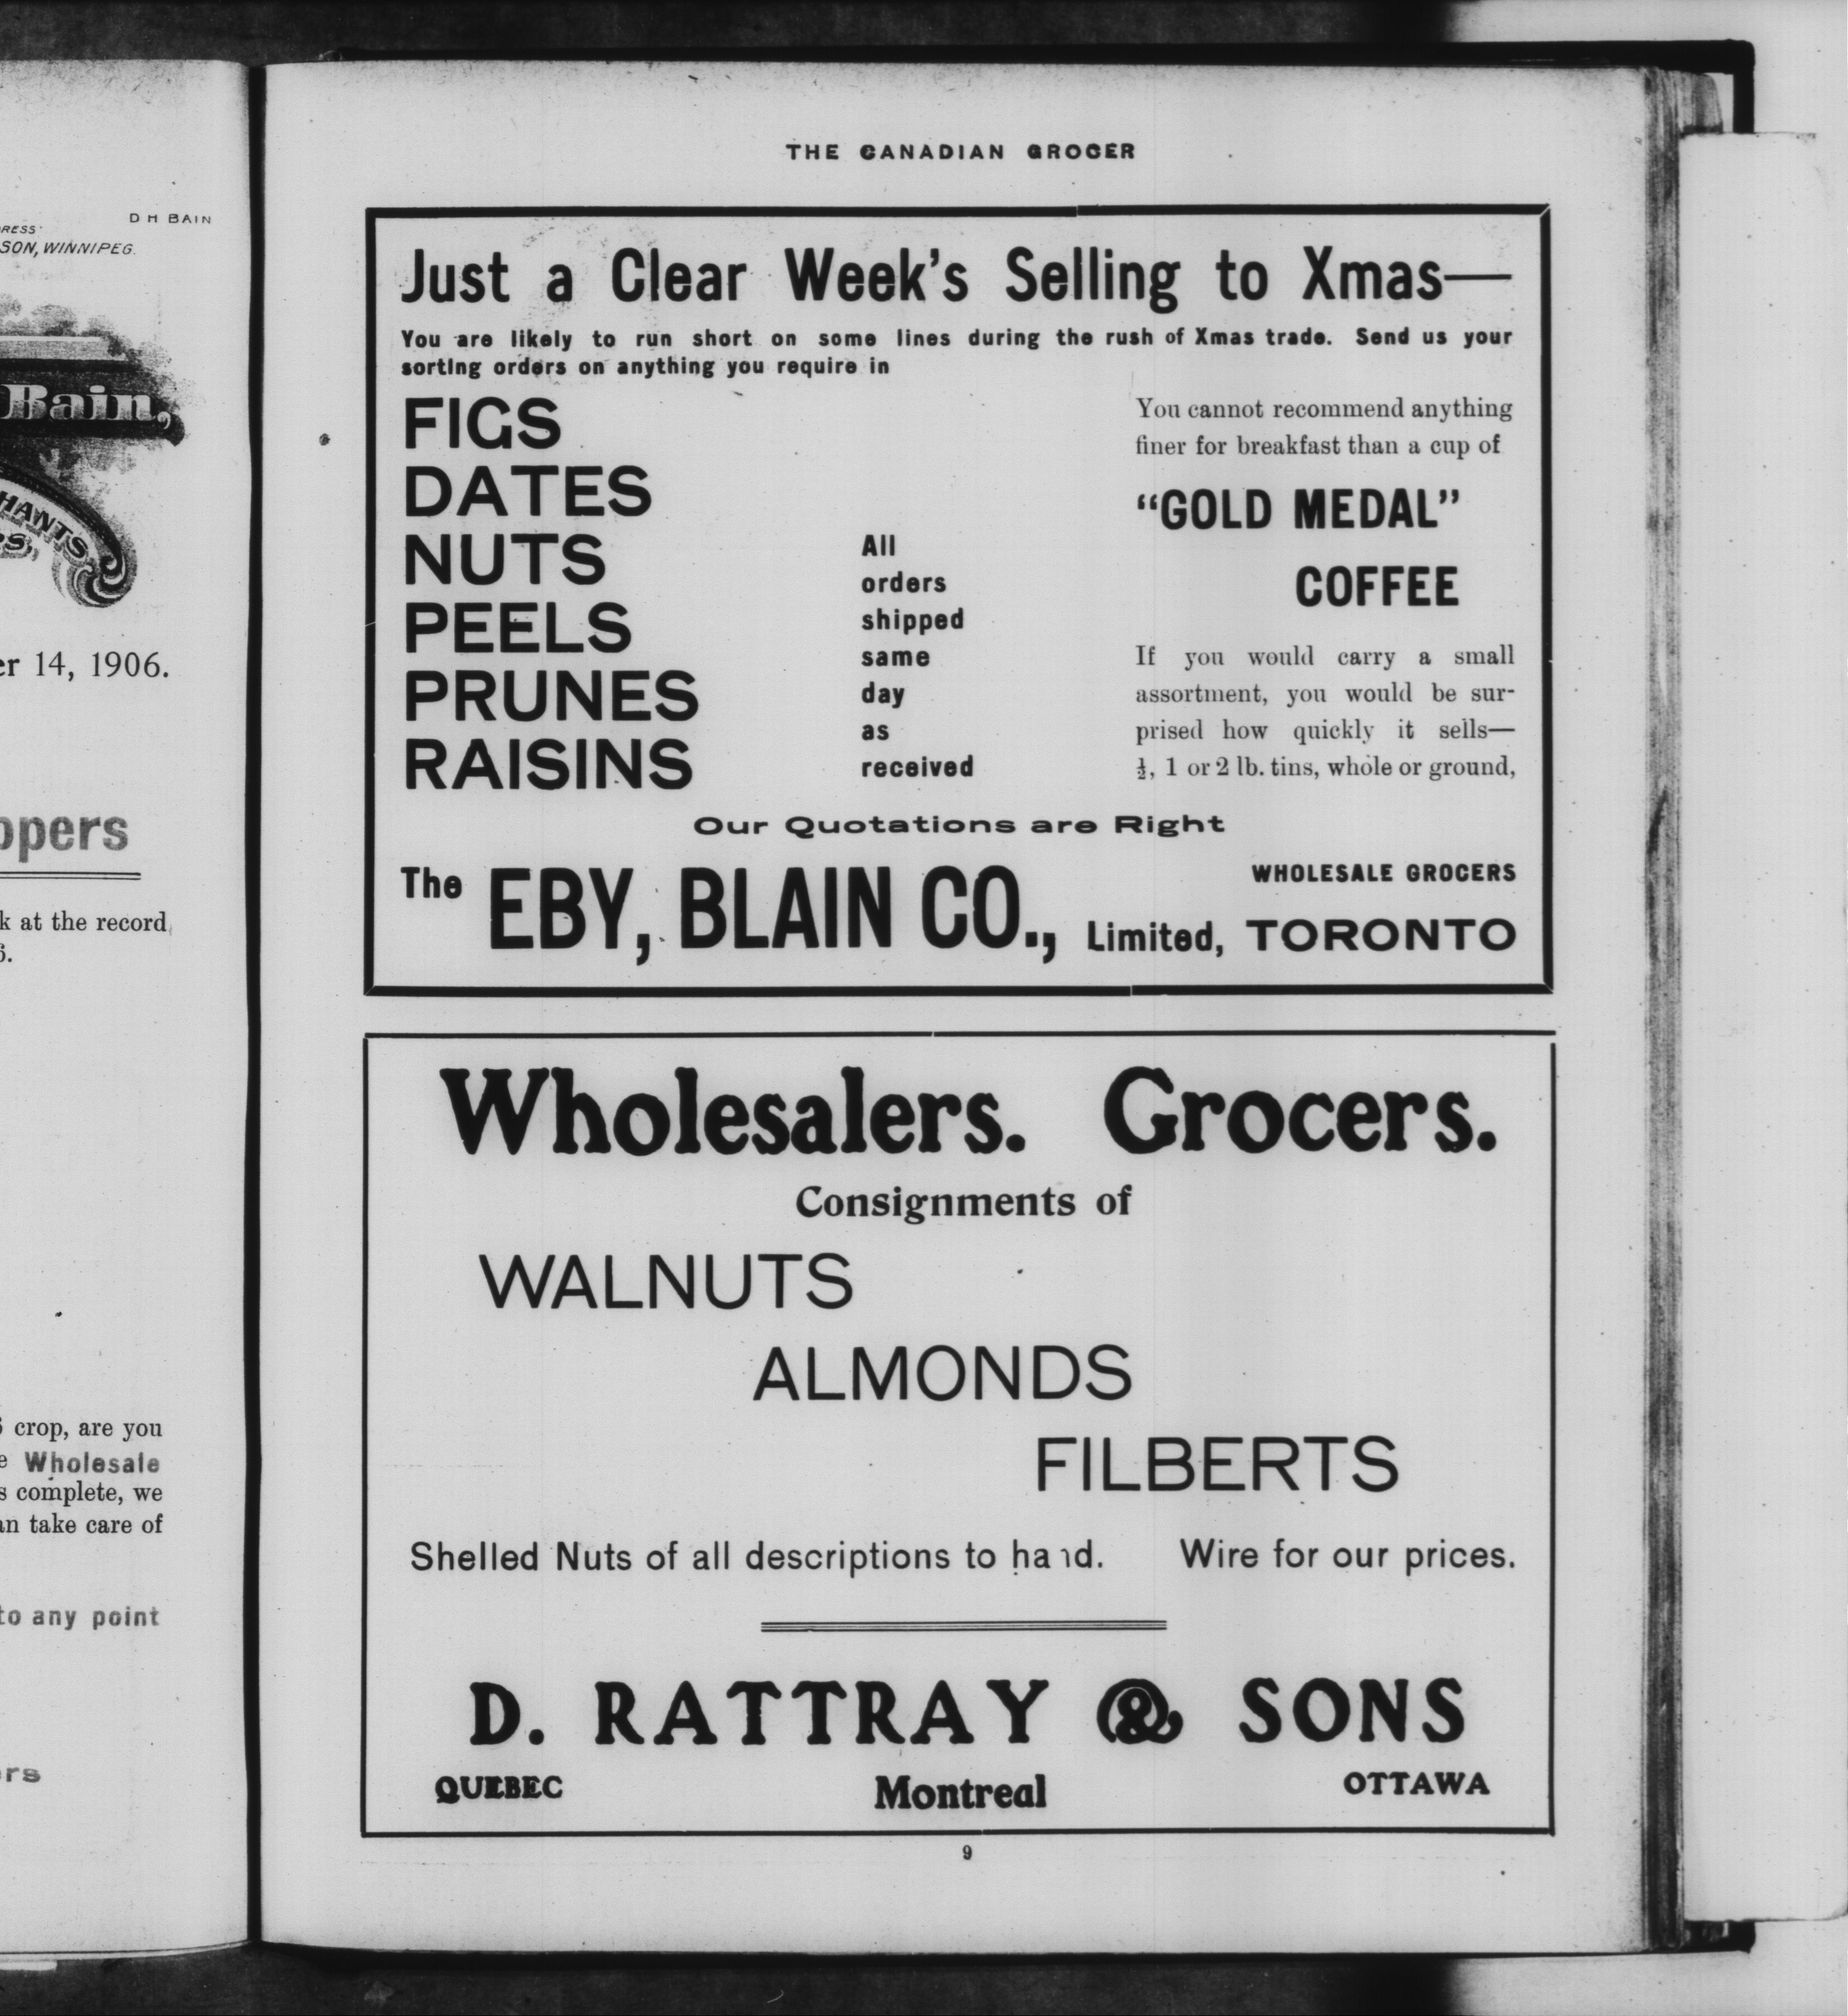 D H BAIN
SON, WINNIPEG.
Bain,
14, 1906.
k at the record
crop, are you
Wholesale
s complete, we
take care of
to any point
THE CANADIAN GROCER
Just a Clear Week's Selling to Xmas—
You are likely to run short on some lines during the rush of Xmas trade. Send us your
sorting orders on anything you require in
FIGS
DATES
NUTS
PEELS
PRUNES
RAISINS
All
orders
shipped
same
day
as
received
You cannot recommend anything
finer for breakfast than a cup of
"GOLD MEDAL"
COFFEE
If you would carry a small
assortment, you would be sur-
prised how quickly it sells—
½, 1 or 2 lb. tins, whole or ground,
Our Quotations are Right
The EBY, BLAIN CO., Limited,
WHOLESALE GROCERS
TORONTO
Wholesalers. Grocers.
Consignments of
WALNUTS
ALMONDS
FILBERTS
Shelled Nuts of all descriptions to hand. Wire for our prices.
D. RATTRAY & SONS
QUEBEC Montreal OTTAWA
9